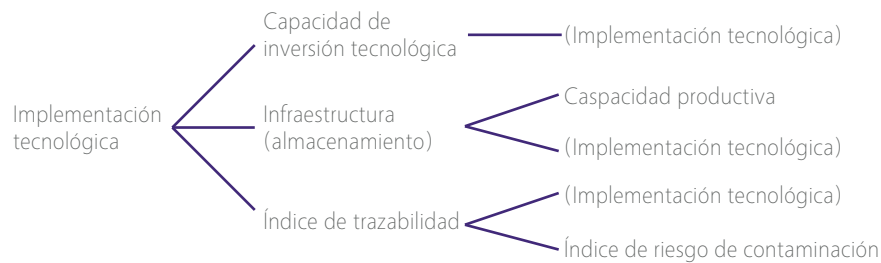 Implementación
tecnológica
Capacidad de
inversión tecnológica
(Implementación tecnológica)
Infraestructura
(almacenamiento)
Caspacidad productiva
(Implementación tecnológica)
Índice de trazabilidad
(Implementación tecnológica)
Índice de riesgo de contaminación